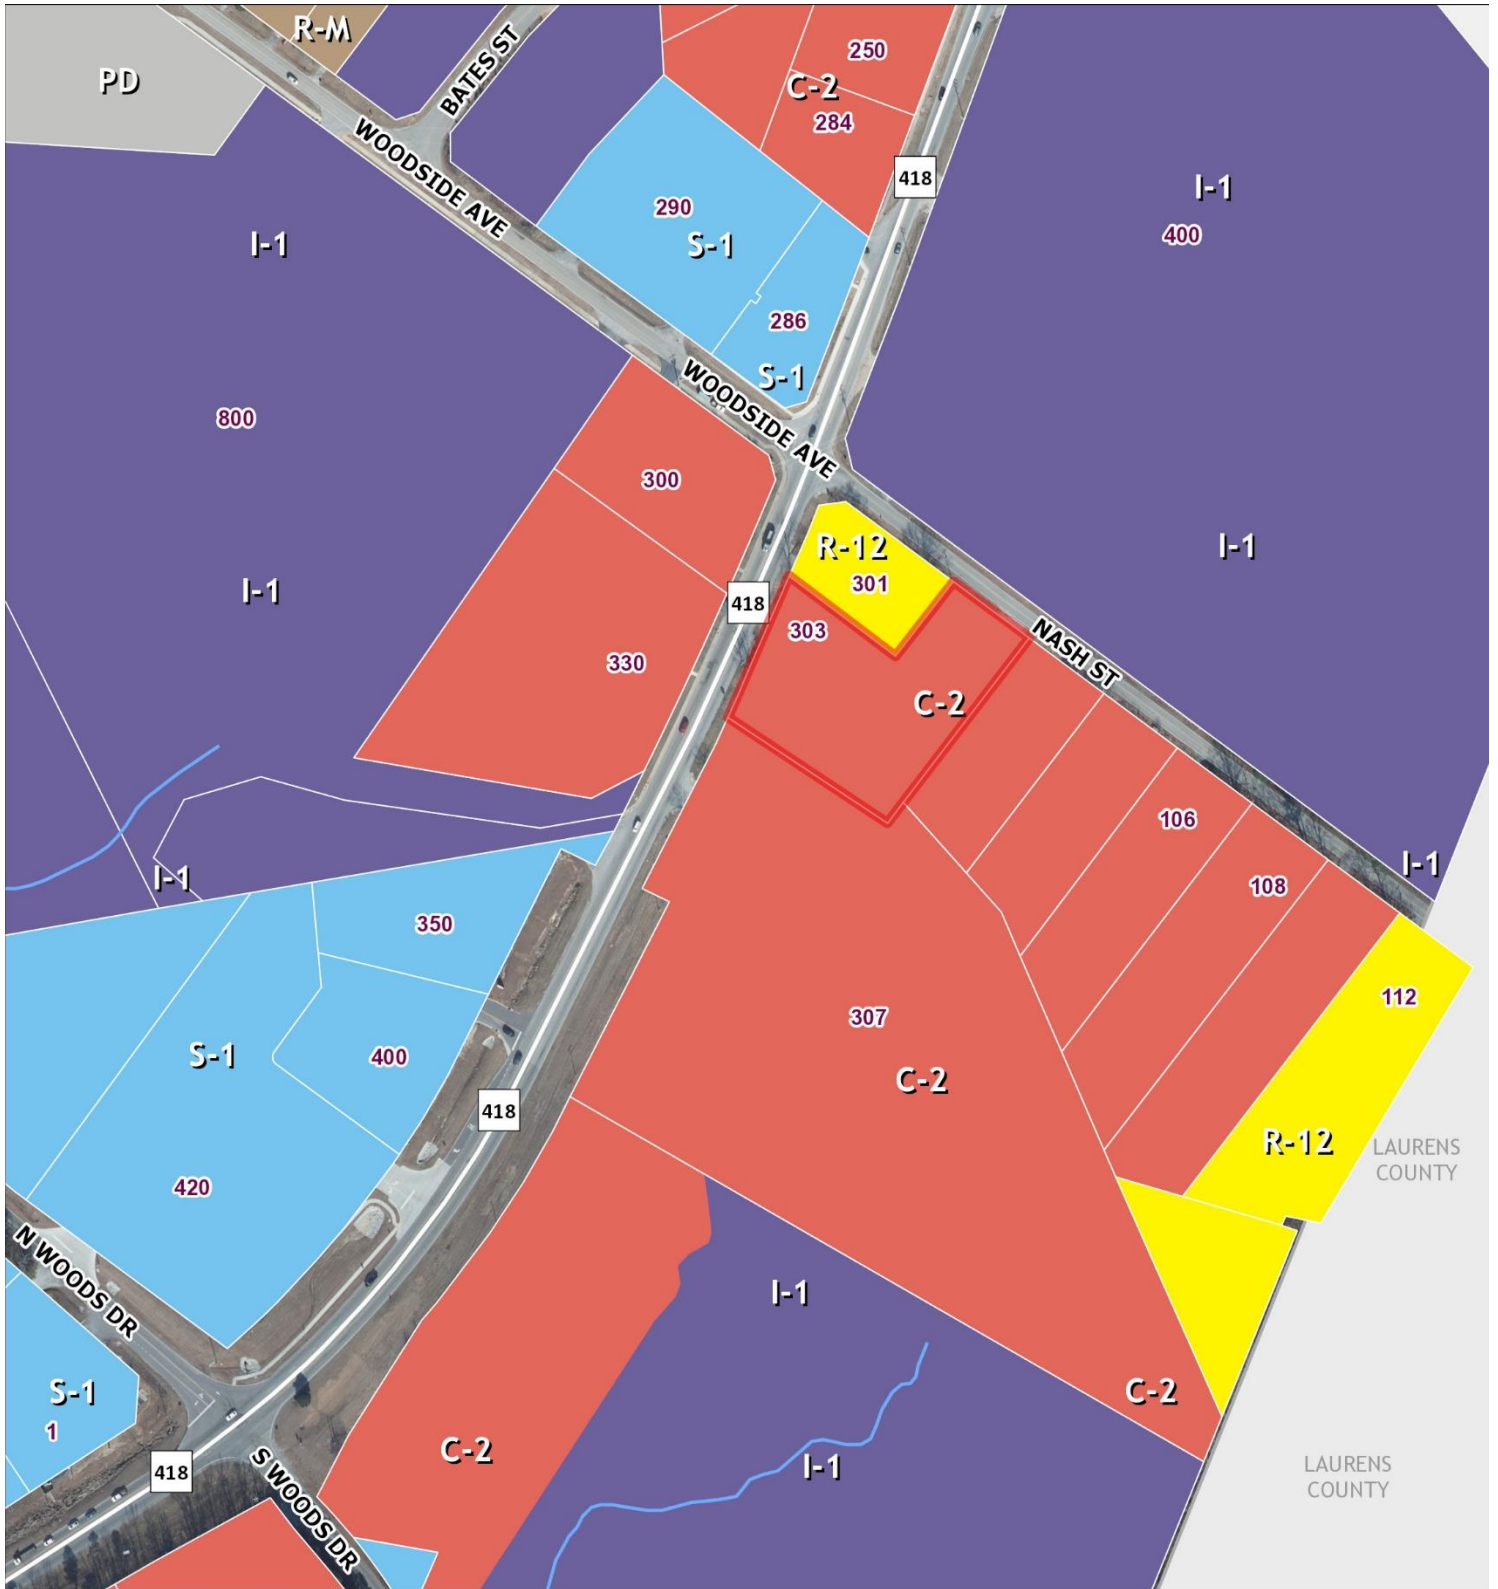 R-M
PD
BATES ST
250
C-2
284
WOODSIDE AVE
418
I-1
400
290
S-1
I-1
286
S-1
WOODSIDE AVE
800
300
I-1
R-12
301
I-1
418
303
330
NASH ST
C-2
106
I-1
I-1
108
350
112
307
S-1
400
C-2
418
R-12
LAURENS
COUNTY
420
N WOODS DR
I-1
S-1
C-2
1
C-2
I-1
418
S WOODS DR
LAURENS
COUNTY